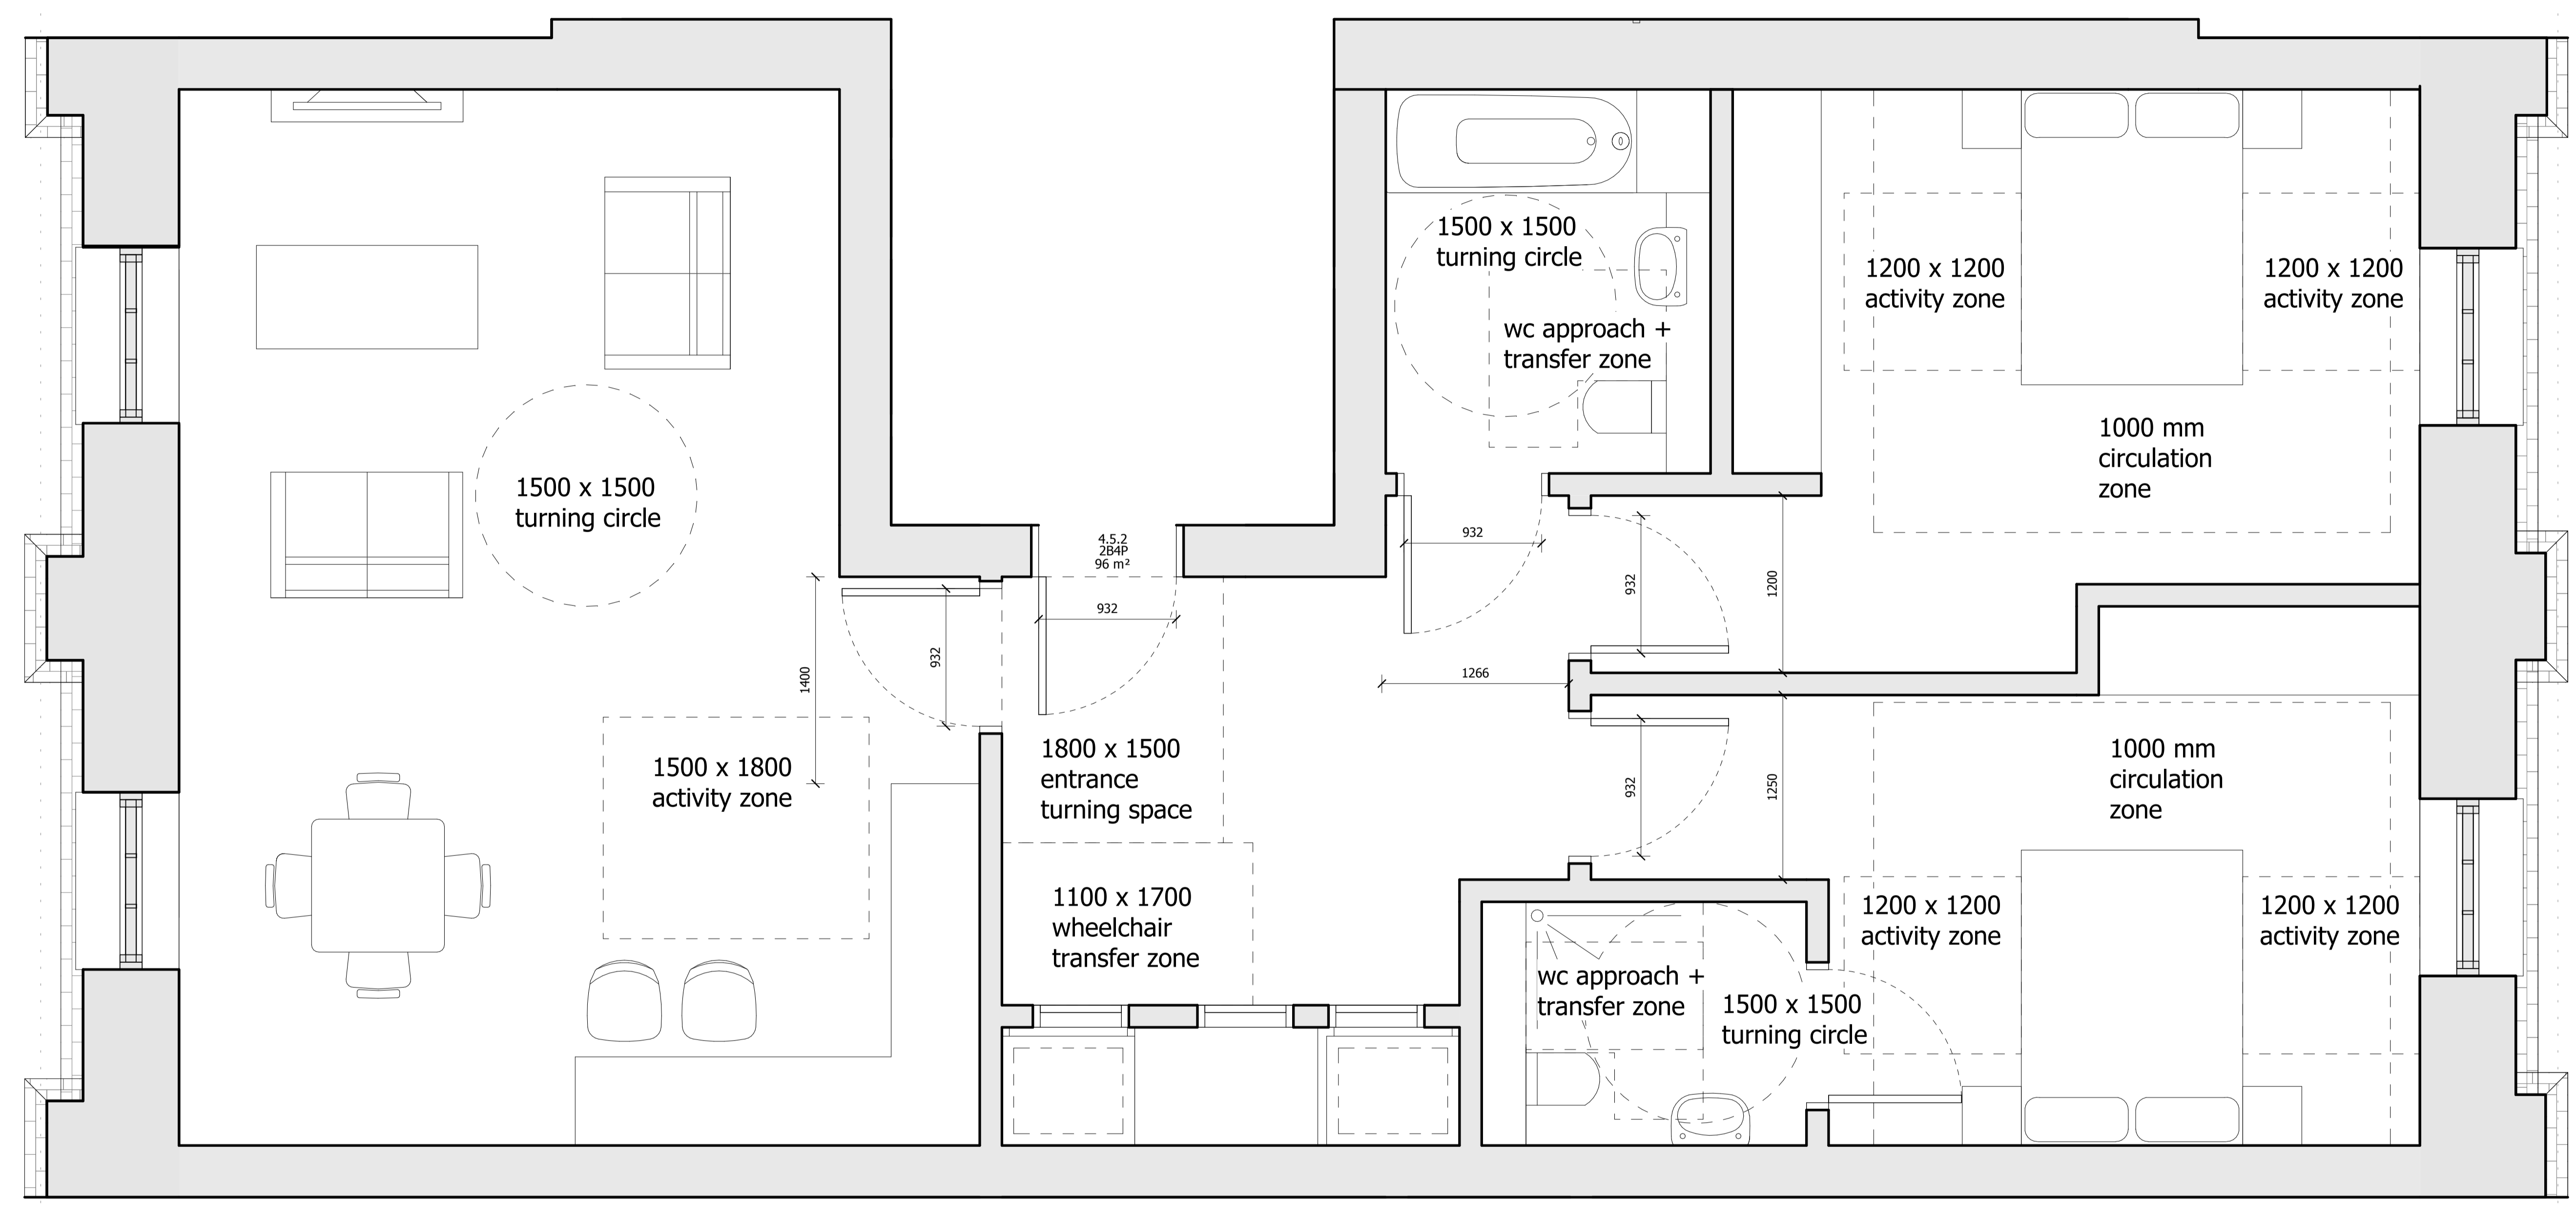 1500 x 1500
turning circle
wc approach +
transfer zone
1200 x 1200
activity zone
1200 x 1200
activity zone
1000 mm
circulation
zone
1500 x 1500
turning circle
4.5.2
2B4P
96 m²
932
932
932
932
1200
1400
1266
1500 x 1800
activity zone
1800 x 1500
entrance
turning space
932
1250
1000 mm
circulation
zone
1100 x 1700
wheelchair
transfer zone
wc approach +
transfer zone
1500 x 1500
turning circle
1200 x 1200
activity zone
1200 x 1200
activity zone